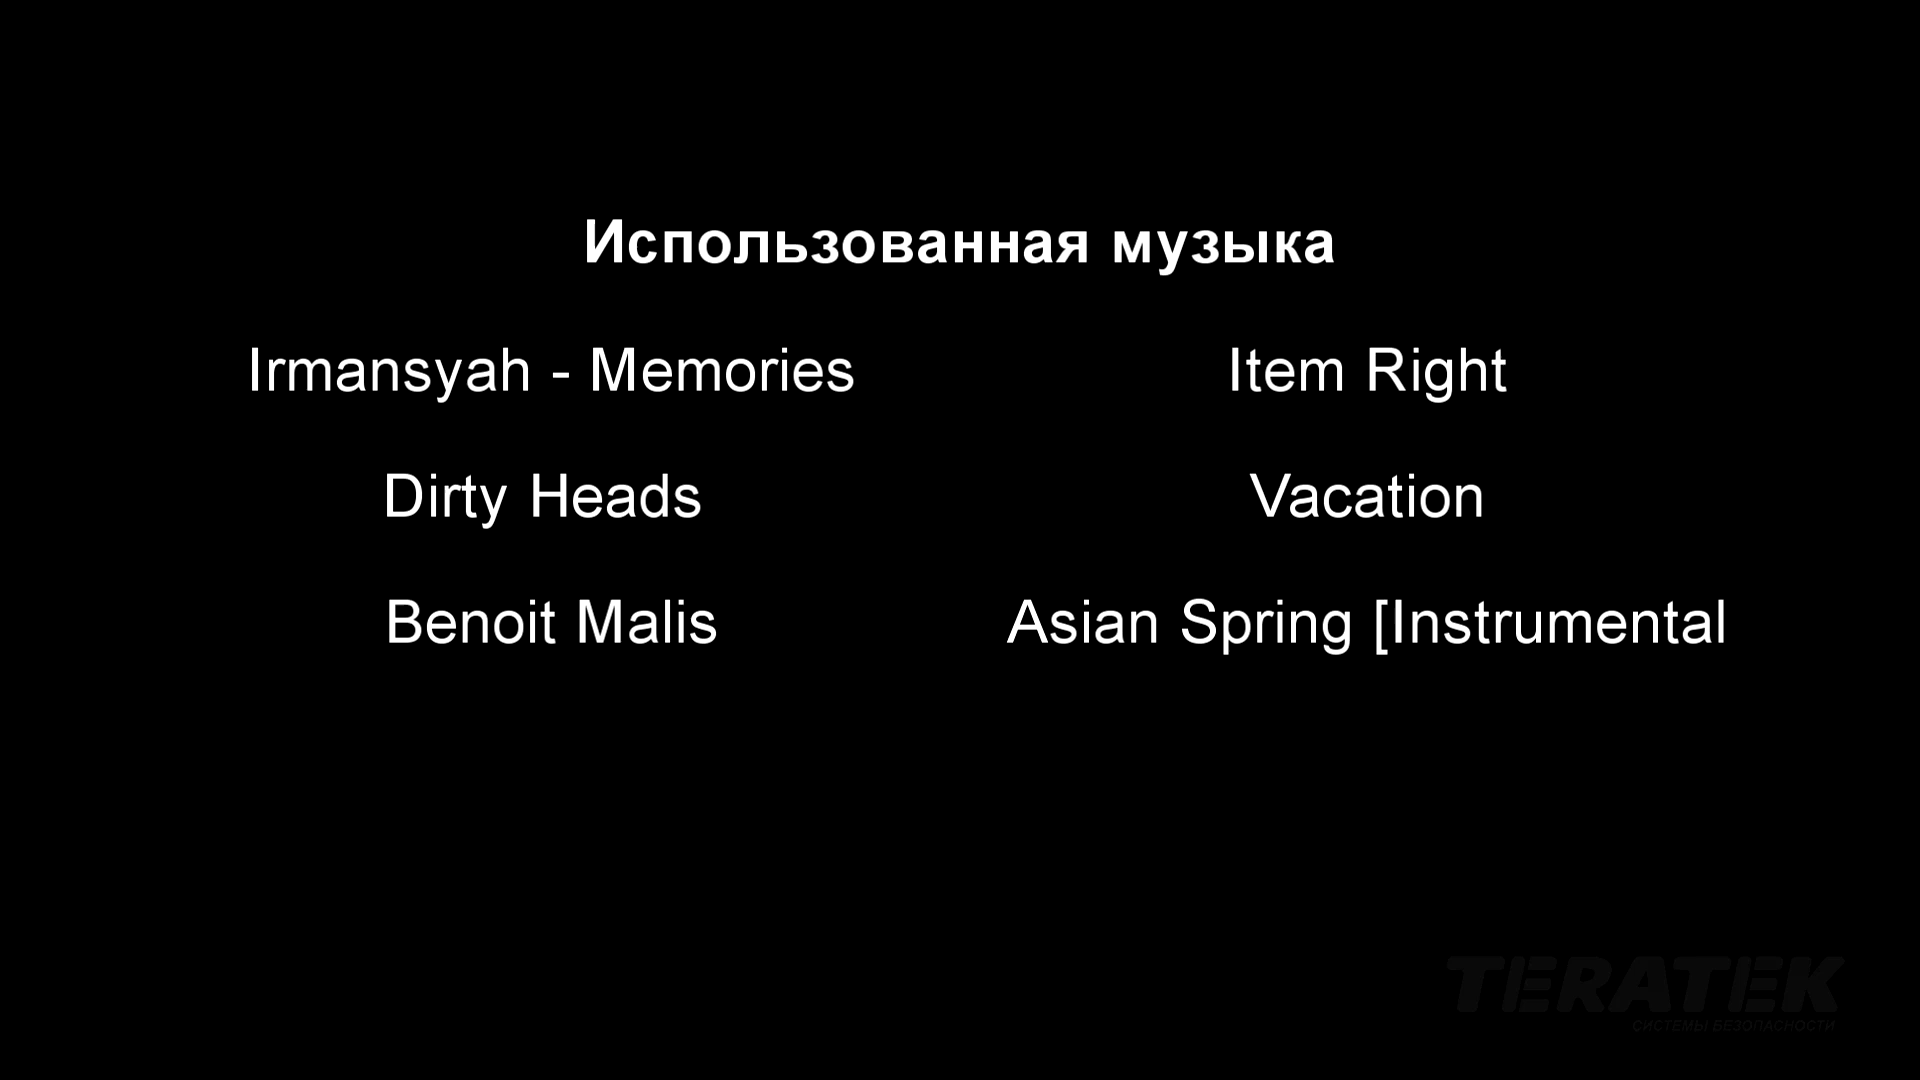 Использованная музыка
Irmansyah - Memories Item Right
Dirty Heads Vacation
Benoit Malis Asian Spring [Instrumental
TERATEK
СИСТЕМЫ БЕЗОПАСНОСТИ